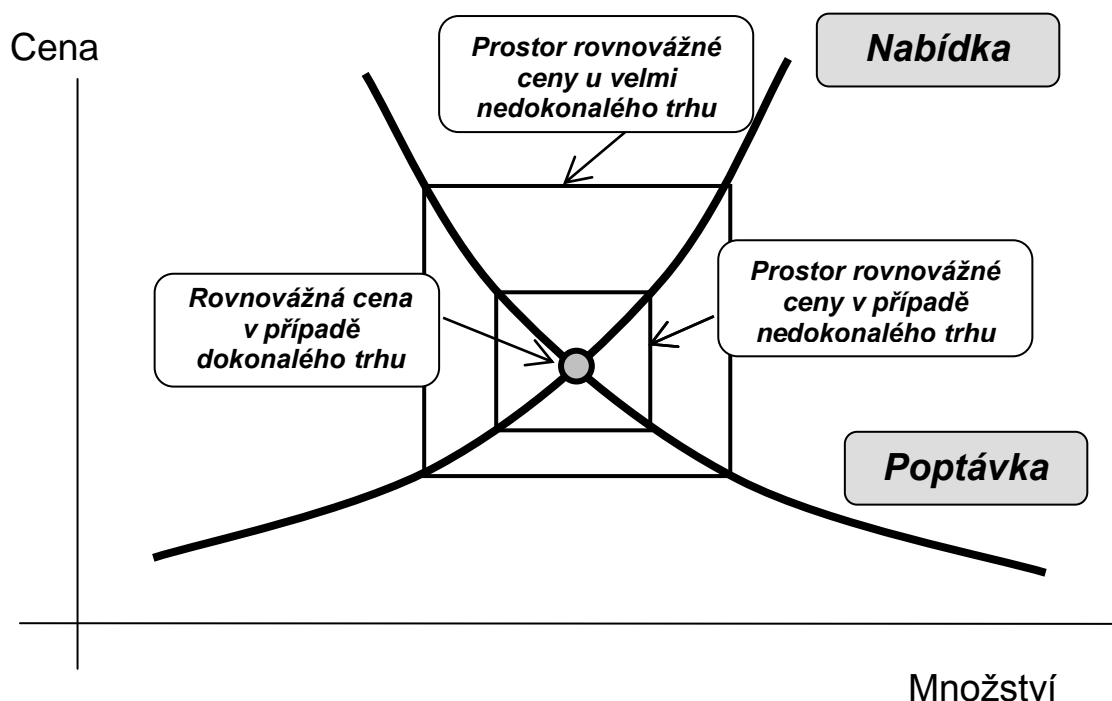 Cena
Prostor rovnovážné
ceny u velmi
nedokonalého trhu
Nabídka
Rovnovážná cena
v případě
dokonalého trhu
Prostor rovnovážné
ceny v případě
nedokonalého trhu
Poptávka
Množství